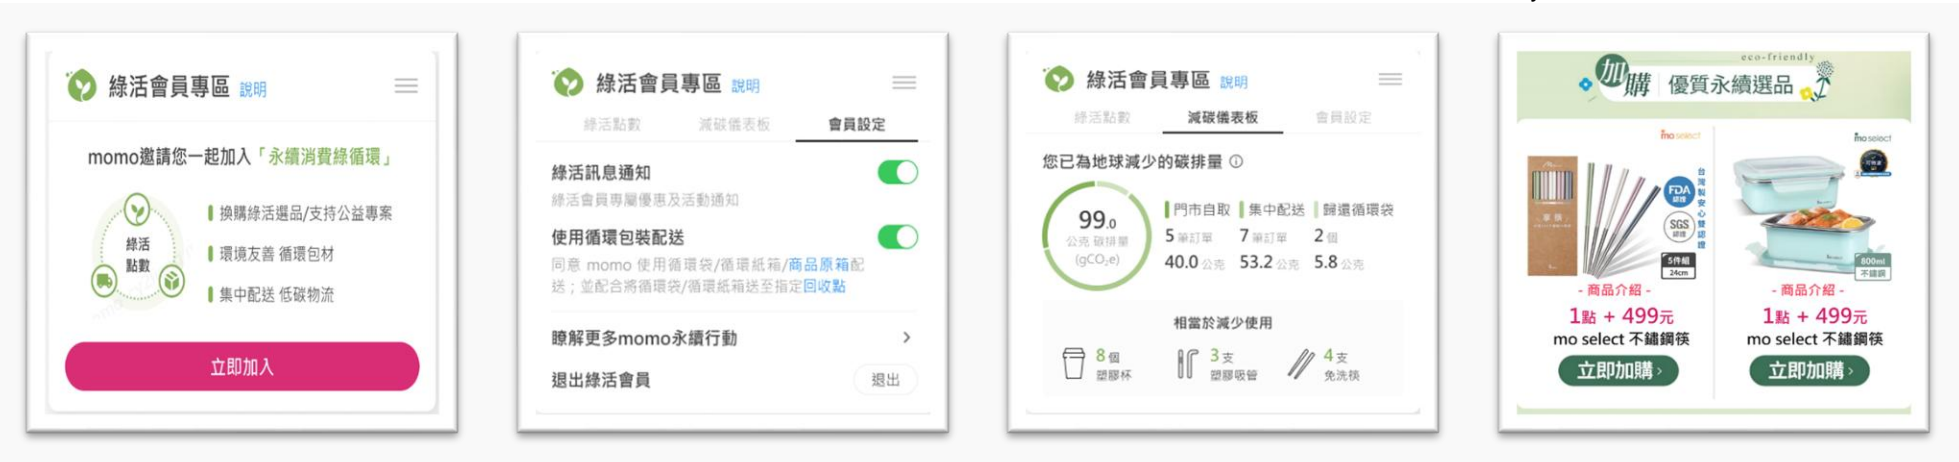 綠活會員專區 說明
momo邀請您一起加入「永續消費綠循環」
綠活
點數
換購綠活選品/支持公益專案
環境友善 循環包材
集中配送 低碳物流
立即加入
綠活會員專區 說明
綠活點數 減碳儀表板 會員設定
綠活訊息通知
綠活會員專屬優惠及活動通知
使用循環包裝配送
同意 momo 使用循環袋/循環紙箱/商品原箱配
送；並配合將循環袋/循環紙箱送至指定回收點
瞭解更多momo永續行動
退出綠活會員 退出
綠活會員專區 說明
綠活點數 減碳儀表板 會員設定
您已為地球減少的碳排量
99.0
公克 碳排量
(gCO₂e)
門市自取 集中配送 歸還循環袋
5 筆訂單 7 筆訂單 2 個
40.0 公克 53.2 公克 5.8 公克
相當於減少使用
8 個
塑膠杯
3 支
塑膠吸管
4 支
免洗筷
eco-friendly
加購 優質永續選品
mo select
FDA
SGS
台灣製安心雙認證
5件組
24cm
- 商品介紹 -
1點 + 499元
mo select 不鏽鋼筷
立即加購
mo select
800ml
不鏽鋼
- 商品介紹 -
1點 + 499元
mo select 不鏽鋼筷
立即加購